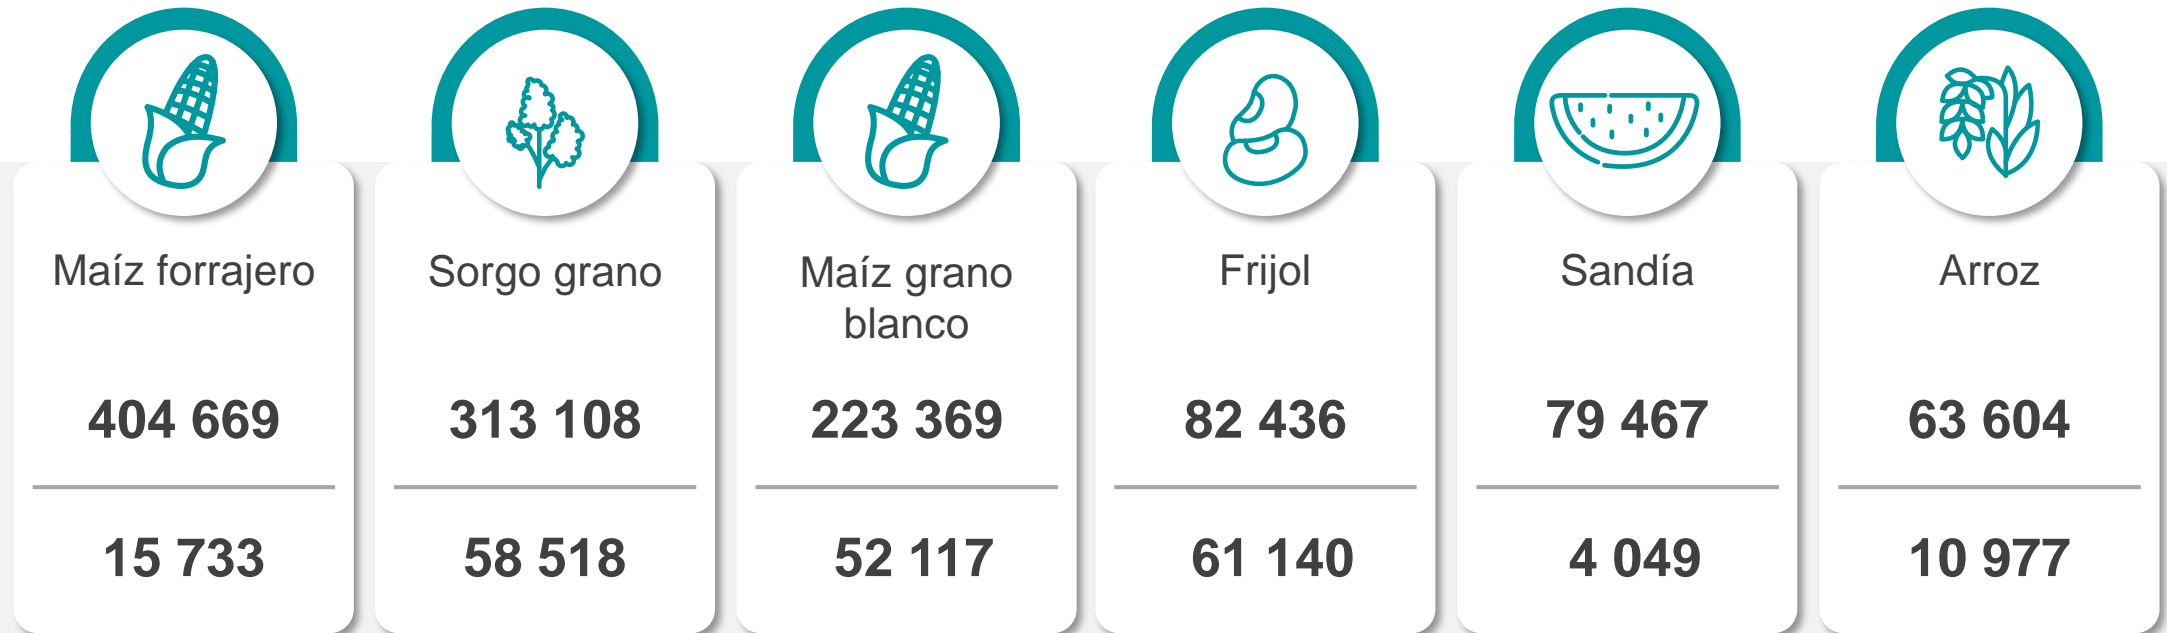 Maíz forrajero
404 669
15 733
Sorgo grano
313 108
58 518
Maíz grano
blanco
223 369
52 117
Frijol
82 436
61 140
Sandía
79 467
4 049
Arroz
63 604
10 977